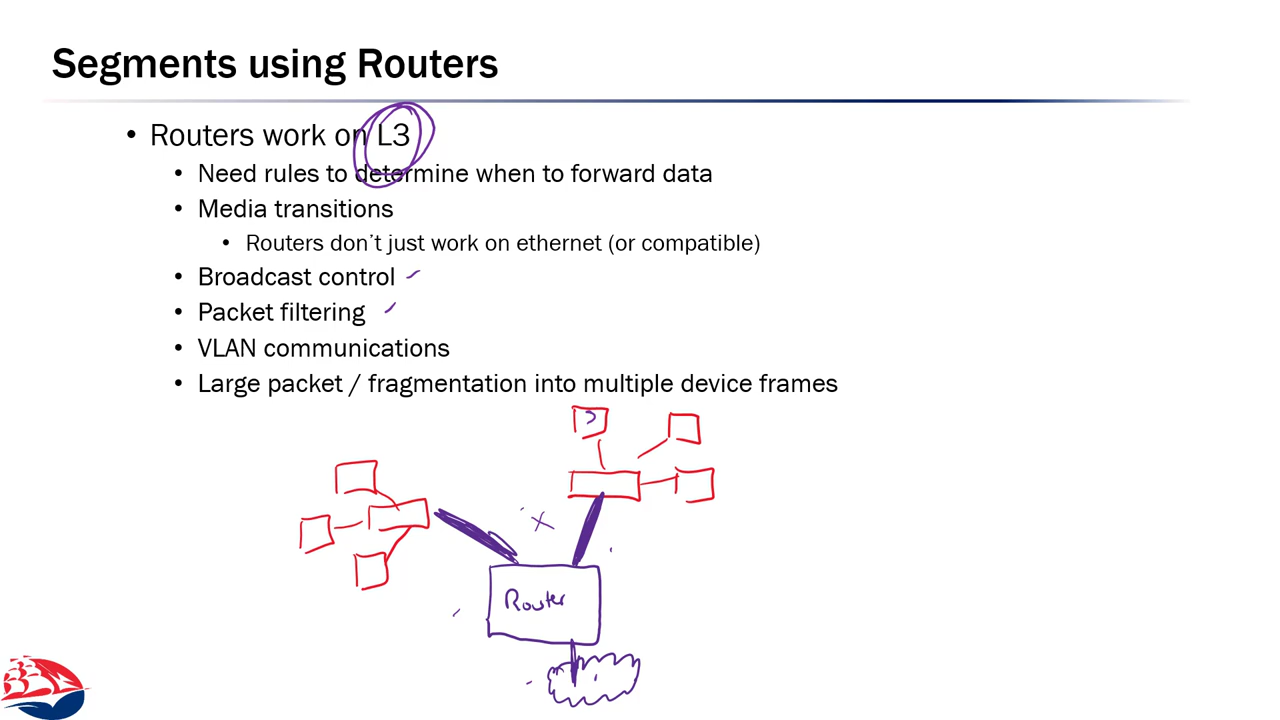 Segments using Routers
• Routers work on L3
• Need rules to determine when to forward data
• Media transitions
• Routers don’t just work on ethernet (or compatible)
• Broadcast control
• Packet filtering
• VLAN communications
• Large packet / fragmentation into multiple device frames
Router